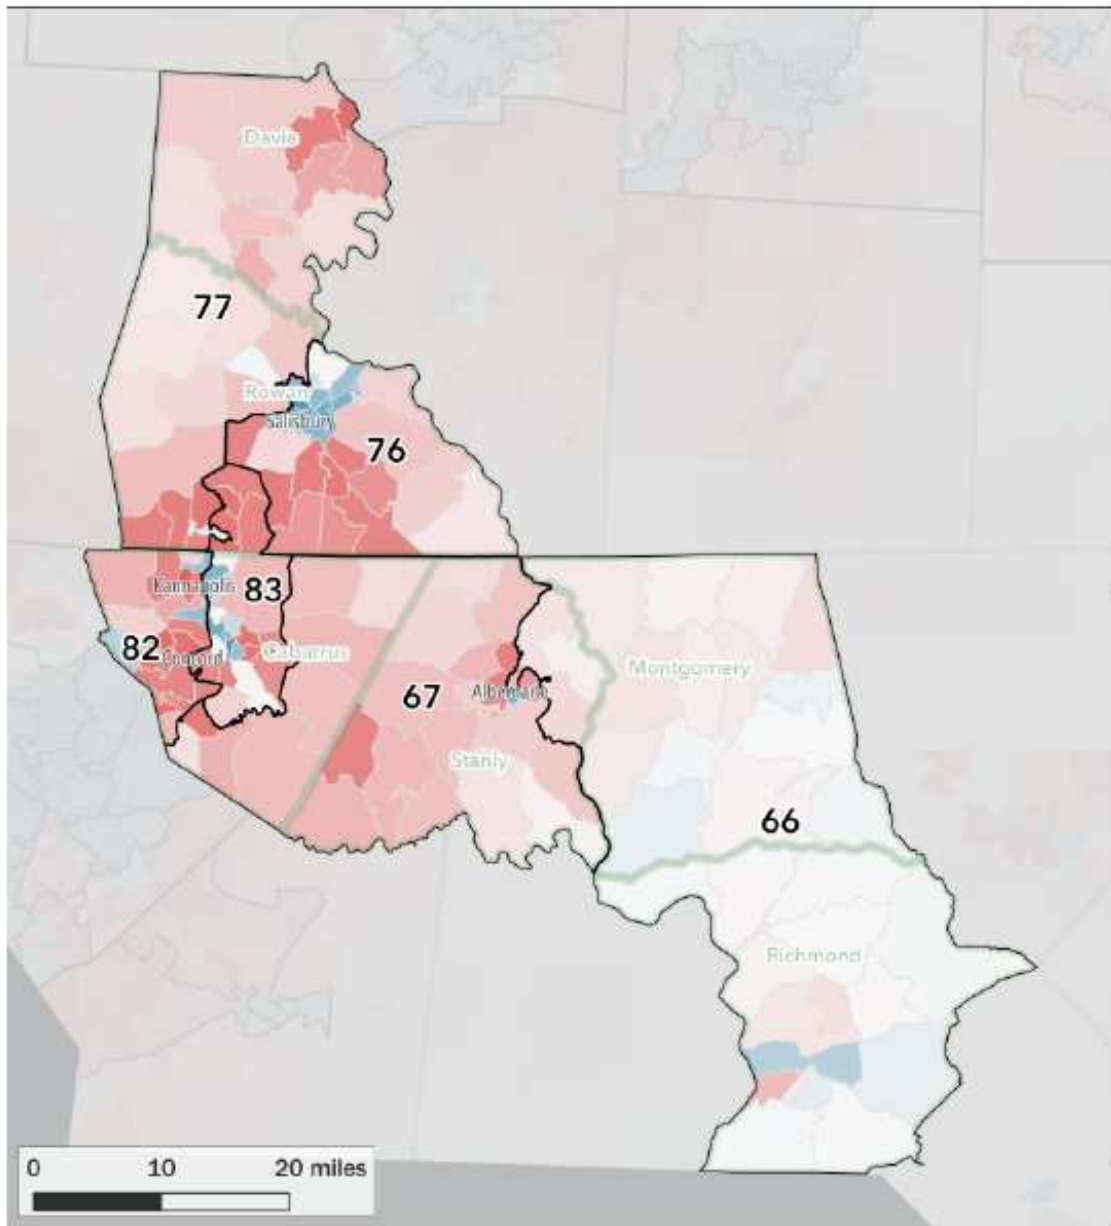 Davie
77
Rowan
Salisbury
76
Kannapolis
83
82
Concord
Cabarrus
67
Albemarle
Montgomery
Stanly
66
Richmond
0 10 20 miles